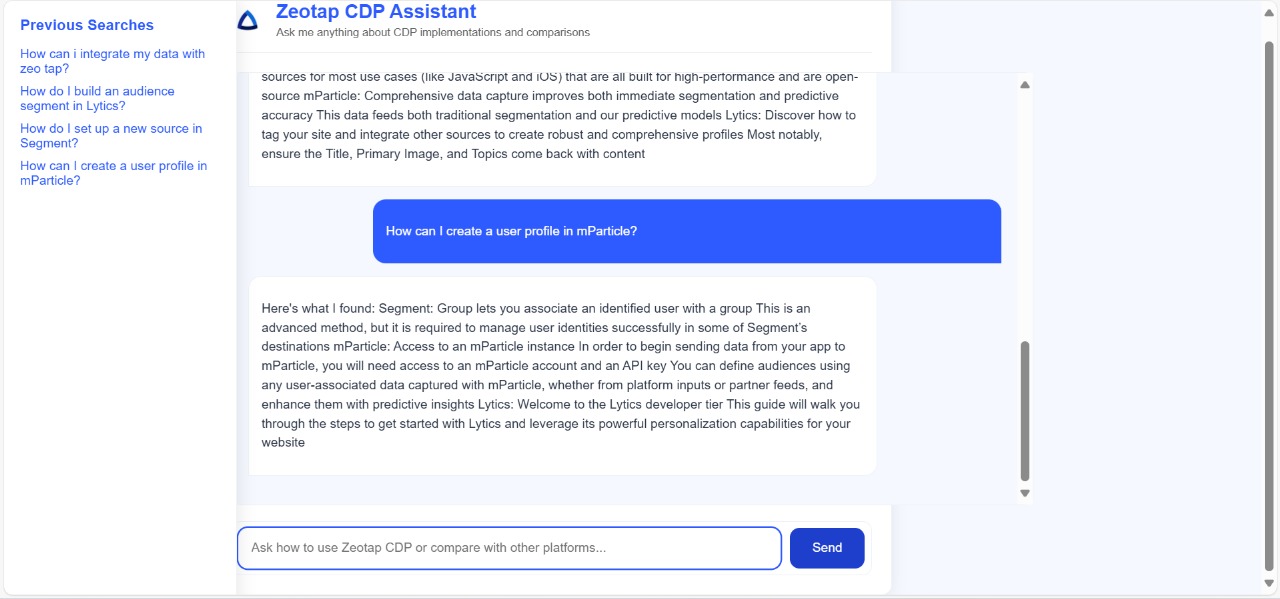 Previous Searches
How can i integrate my data with
zeo tap?
How do I build an audience
segment in Lytics?
How do I set up a new source in
Segment?
How can I create a user profile in
mParticle?
Zeotap CDP Assistant
Ask me anything about CDP implementations and comparisons
sources for most use cases (like JavaScript and iOS) that are all built for high-performance and are open-
source mParticle: Comprehensive data capture improves both immediate segmentation and predictive
accuracy This data feeds both traditional segmentation and our predictive models Lytics: Discover how to
tag your site and integrate other sources to create robust and comprehensive profiles Most notably,
ensure the Title, Primary Image, and Topics come back with content
How can I create a user profile in mParticle?
Here's what I found: Segment: Group lets you associate an identified user with a group This is an
advanced method, but it is required to manage user identities successfully in some of Segment’s
destinations mParticle: Access to an mParticle instance In order to begin sending data from your app to
mParticle, you will need access to an mParticle account and an API key You can define audiences using
any user-associated data captured with mParticle, whether from platform inputs or partner feeds, and
enhance them with predictive insights Lytics: Welcome to the Lytics developer tier This guide will walk you
through the steps to get started with Lytics and leverage its powerful personalization capabilities for your
website
Ask how to use Zeotap CDP or compare with other platforms...
Send